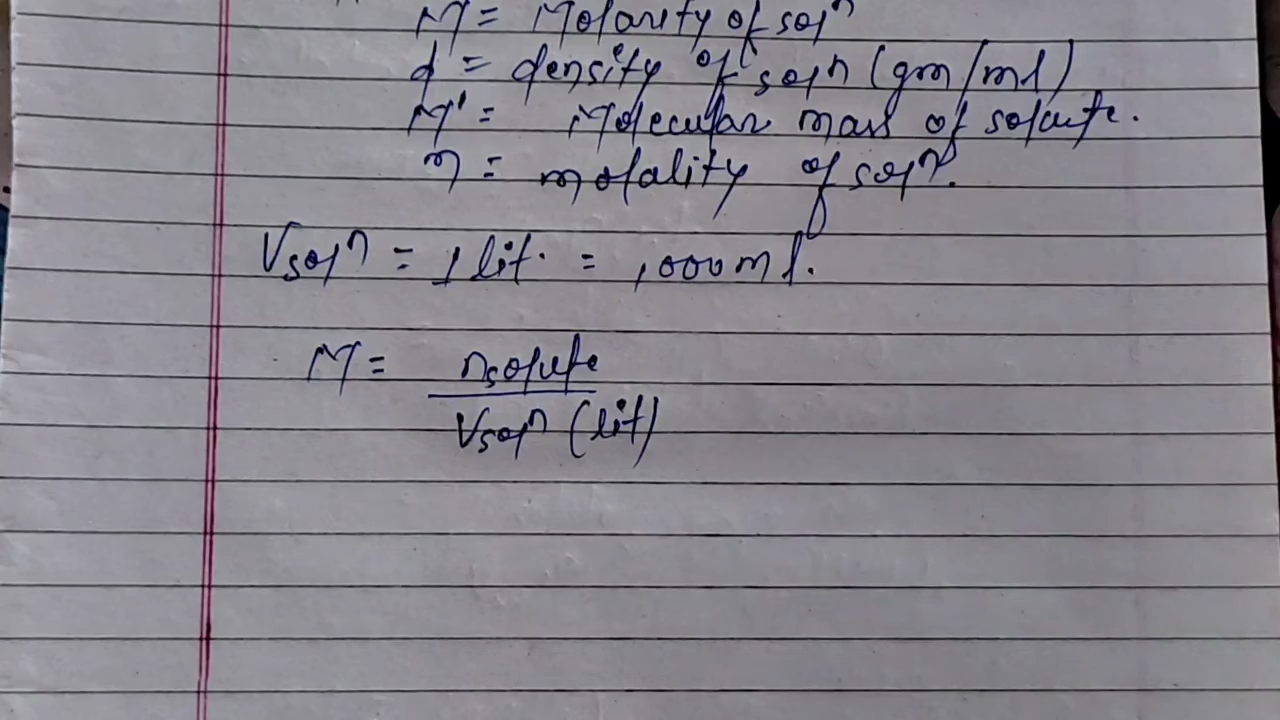 M = Molarity of solⁿ
d = density of solⁿ (gm/ml)
M' = Molecular mass of solute.
m = molality of solⁿ.
Vsolⁿ = 1 lit. = 1000 ml.
M = nsolute
Vsolⁿ (lit)